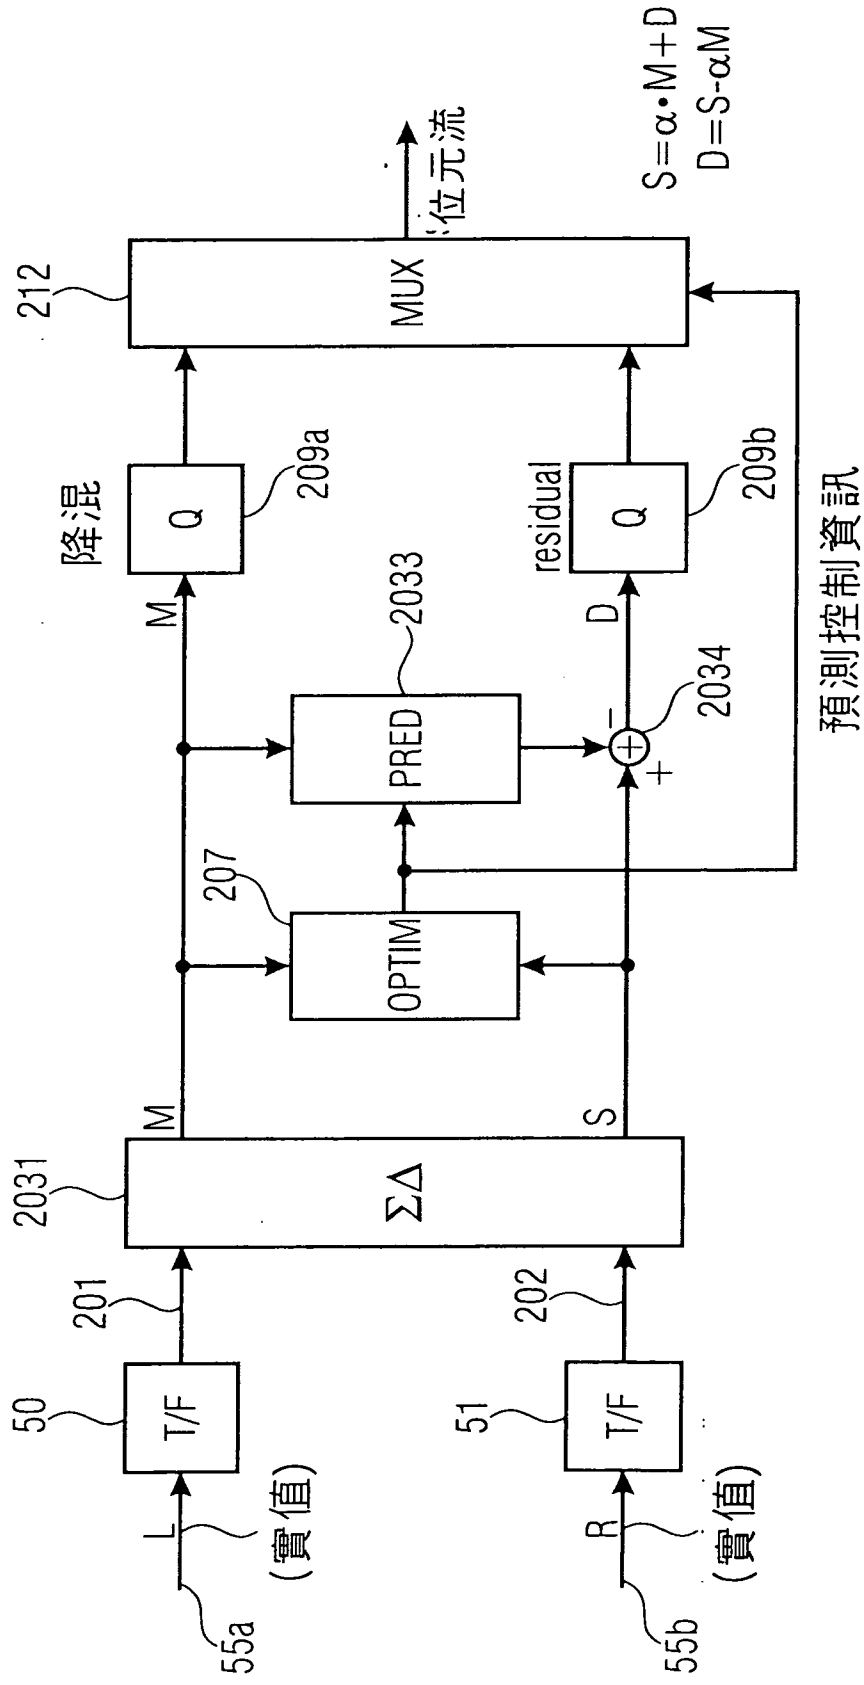 55a
L
(實值)
50
T/F
201
55b
R
(實值)
51
T/F
202
2031
ΣΔ
M
S
207
OPTIM
2033
PRED
+
-
+
2034
M
D
降混
Q
209a
residual
Q
209b
212
MUX
位元流
預測控制資訊
S=α•M+D
D=S-αM